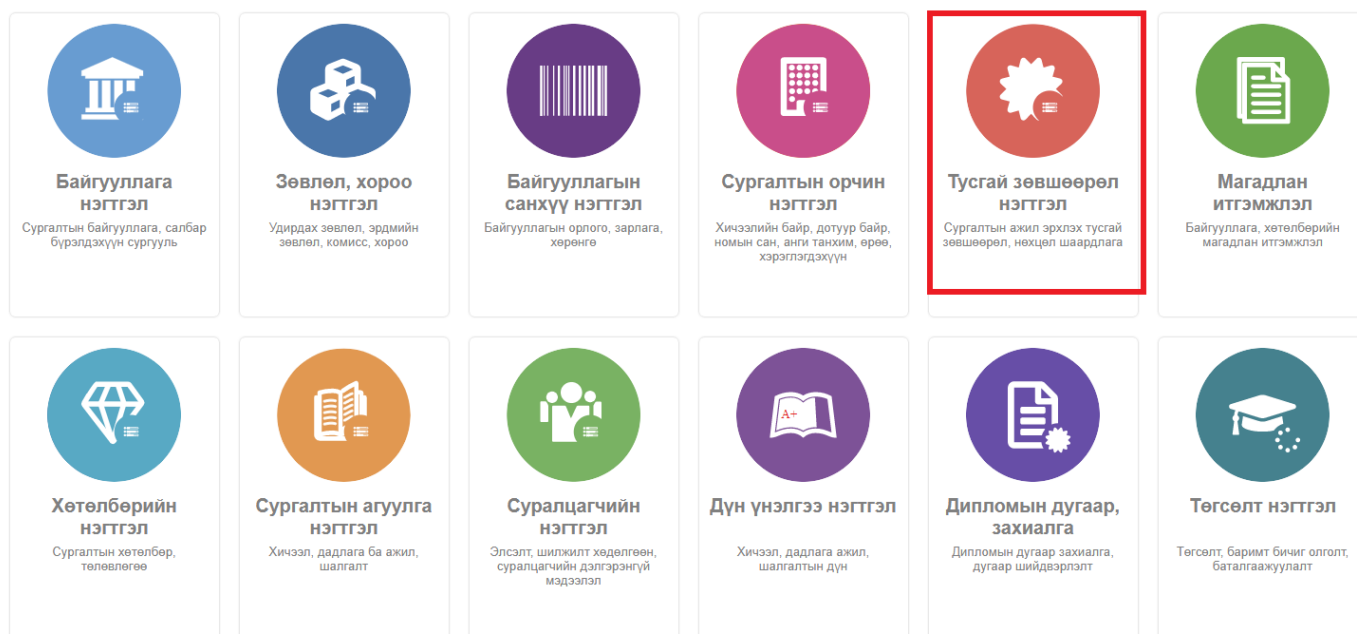 Байгууллага
нэгтгэл
Сургалтын байгууллага, салбар
бүрэлдэхүүн сургууль
Зөвлөл, хороо
нэгтгэл
Удирдах зөвлөл, эрдмийн
зөвлөл, комисс, хороо
Байгууллагын
санхүү нэгтгэл
Байгууллагын орлого, зарлага,
хөрөнгө
Сургалтын орчин
нэгтгэл
Хичээлийн байр, дотуур байр,
номын сан, анги танхим, өрөө,
хэрэглэгдэхүүн
Тусгай зөвшөөрөл
нэгтгэл
Сургалтын ажил эрхлэх тусгай
зөвшөөрөл, нөхцөл шаардлага
Магадлан
итгэмжлэл
Байгууллага, хөтөлбөрийн
магадлан итгэмжлэл
Хөтөлбөрийн
нэгтгэл
Сургалтын хөтөлбөр,
төлөвлөгөө
Сургалтын агуулга
нэгтгэл
Хичээл, дадлага ба ажил,
шалгалт
Суралцагчийн
нэгтгэл
Элсэлт, шилжилт хөдөлгөөн,
суралцагчийн дэлгэрэнгүй
мэдээлэл
A+
Дүн үнэлгээ нэгтгэл
Хичээл, дадлага ажил,
шалгалтын дүн
Дипломын дугаар,
захиалга
Дипломын дугаар захиалга,
дугаар шийдвэрлэлт
Төгсөлт нэгтгэл
Төгсөлт, баримт бичиг олголт,
баталгаажуулалт